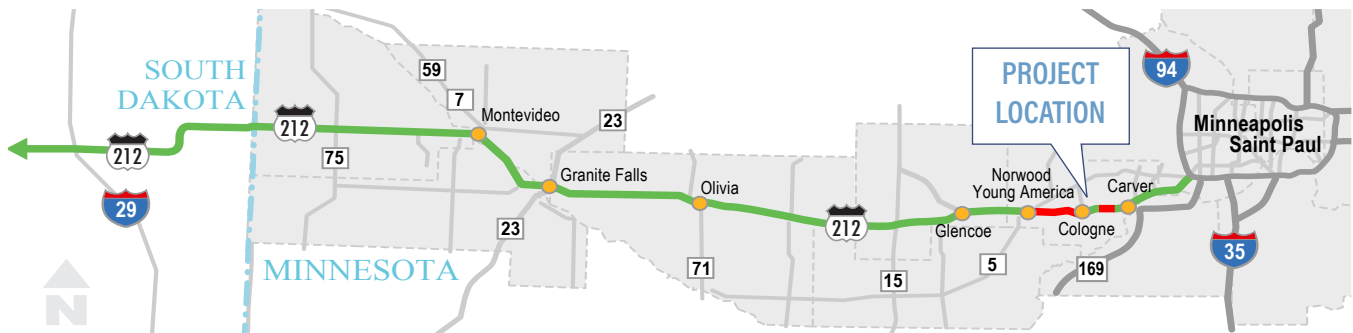 SOUTH
DAKOTA
212
29
N
212
75
59
7
Montevideo
23
Granite Falls
23
MINNESOTA
Olivia
71
212
15
Glencoe
Norwood
Young America
5
PROJECT
LOCATION
Cologne
169
Carver
94
Minneapolis
Saint Paul
35